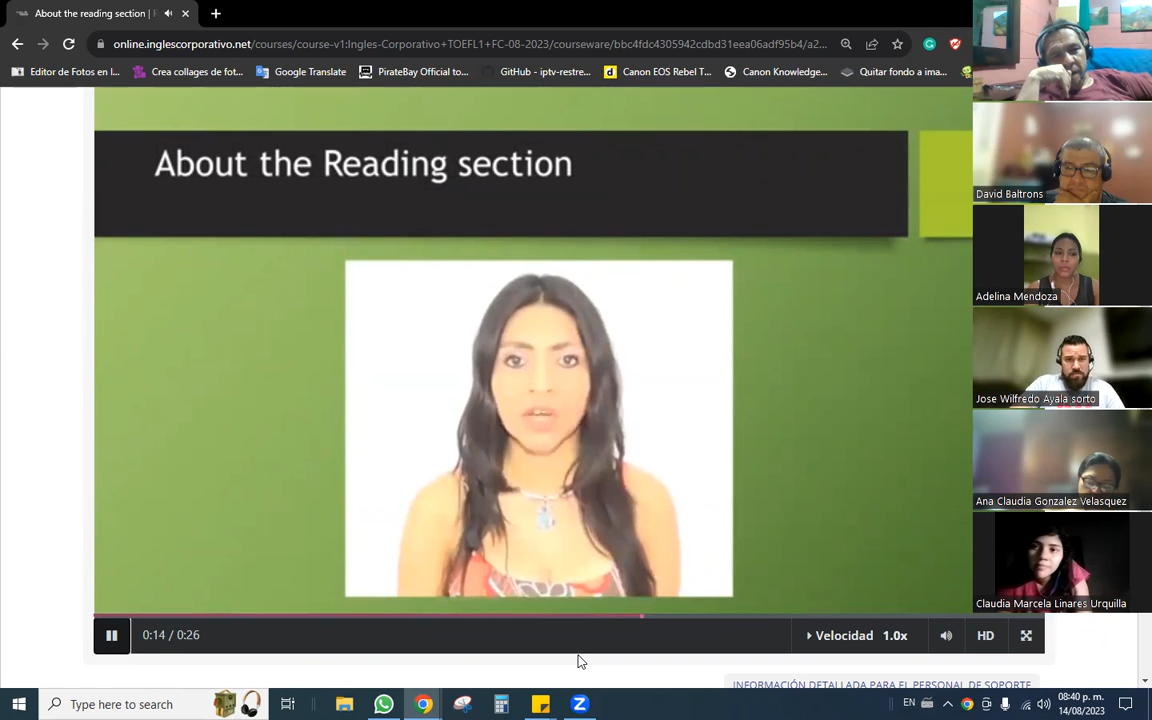 About the reading section |
online.inglescorporativo.net/courses/course-v1:Ingles-Corporativo+TOEFL1+FC-08-2023/courseware/bbc4fdc4305942cdbd31eea06adf95b4/a2...
Editor de Fotos en l...
Crea collages de fot...
Google Translate
PirateBay Official to...
GitHub - iptv-restre...
Canon EOS Rebel T...
Canon Knowledge...
Quitar fondo a ima...
About the Reading section
David Baltrons
Adelina Mendoza
Jose Wilfredo Ayala sorto
Ana Claudia Gonzalez Velasquez
Claudia Marcela Linares Urquilla
0:14 / 0:26
Velocidad 1.0x
HD
INFORMACIÓN DETALLADA PARA EL PERSONAL DE SOPORTE
Type here to search
EN
08:40 p. m.
14/08/2023